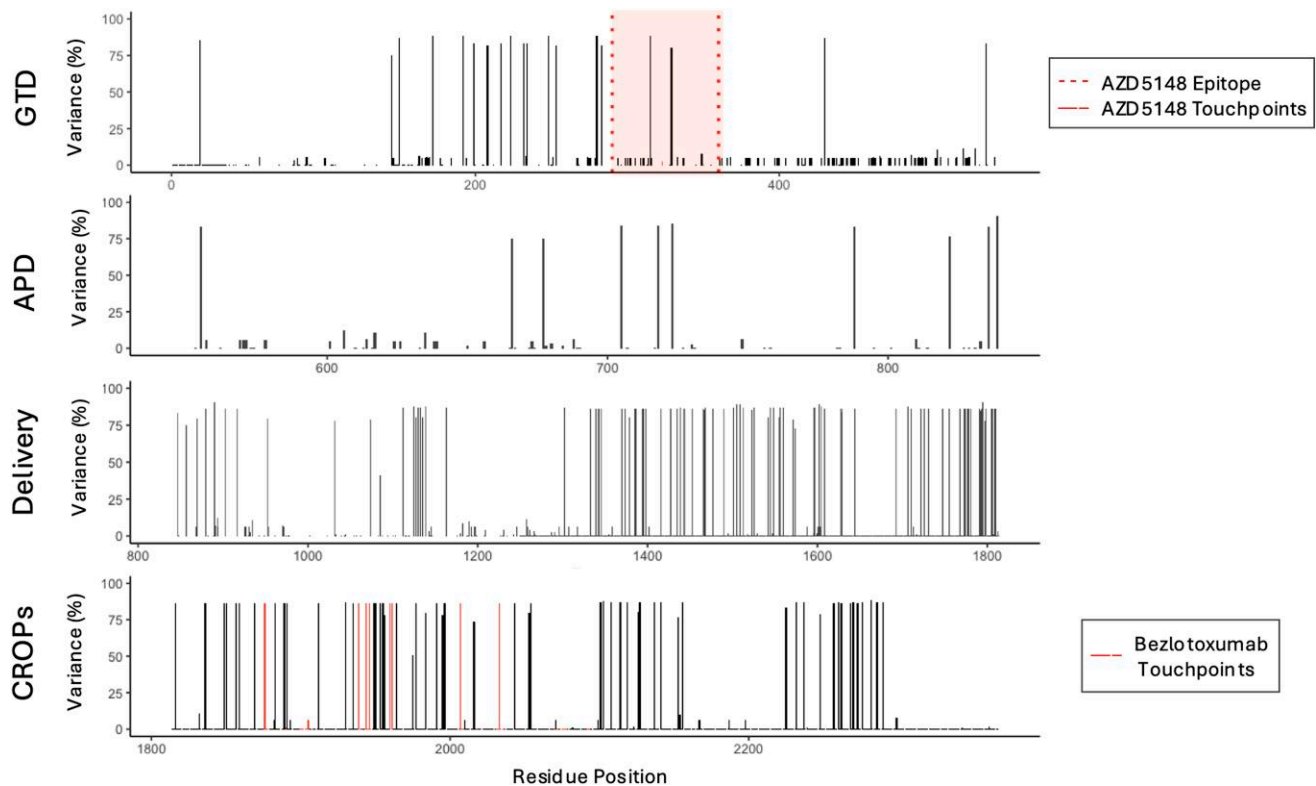 GTD
Variance (%)
100
75
50
25
0
0
200
400
AZD5148 Epitope
AZD5148 Touchpoints
APD
Variance (%)
100
75
50
25
0
600
700
800
Delivery
Variance (%)
100
75
50
25
0
800
1000
1200
1400
1600
1800
CROPs
Variance (%)
100
75
50
25
0
1800
2000
2200
Bezlotoxumab
Touchpoints
Residue Position